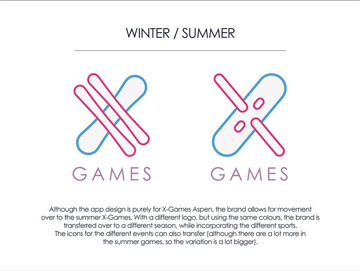 WINTER / SUMMER
GAMES
GAMES
Although the app design is purely for X-Games Aspen, the brand allows for movement
over to the summer X-Games. With a different logo, but using the same colours, the brand is
transferred over to a different season, while incorporating the different sports.
The icons for the different events can also transfer (although there are a lot more in
the summer games, so the variation is a lot bigger).